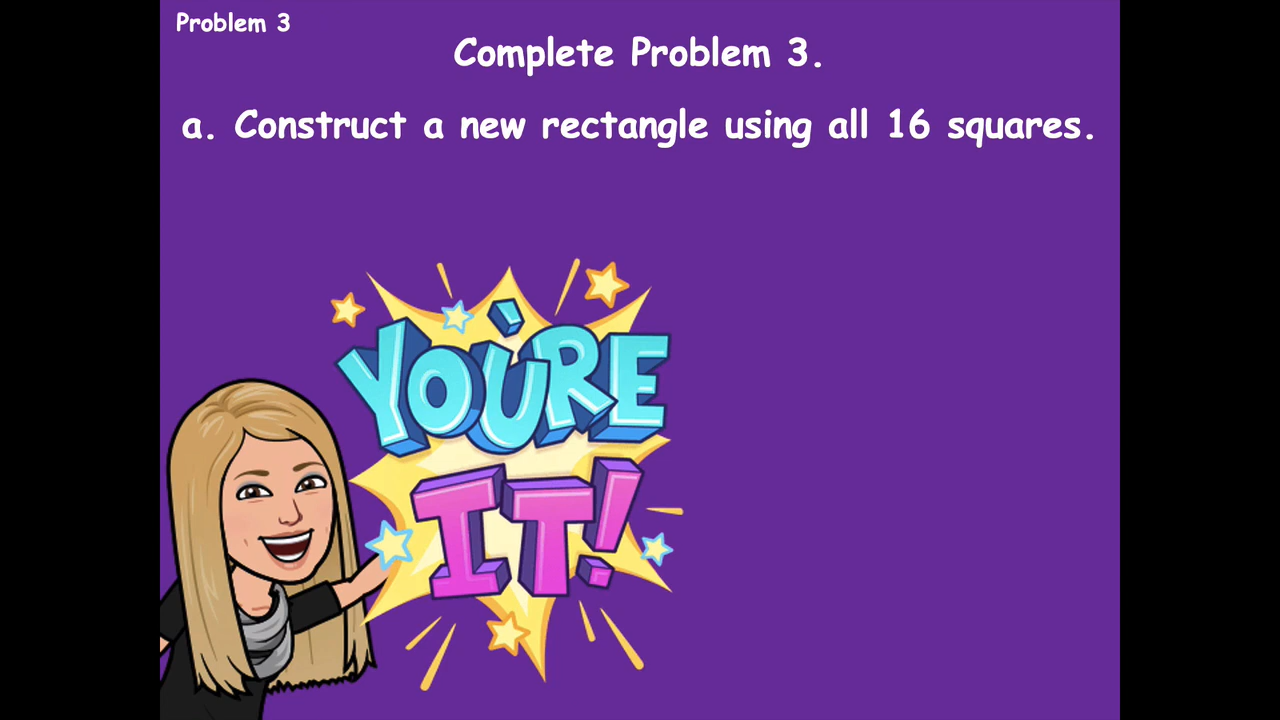 Problem 3
Complete Problem 3.
a. Construct a new rectangle using all 16 squares.
YOU'RE
IT!